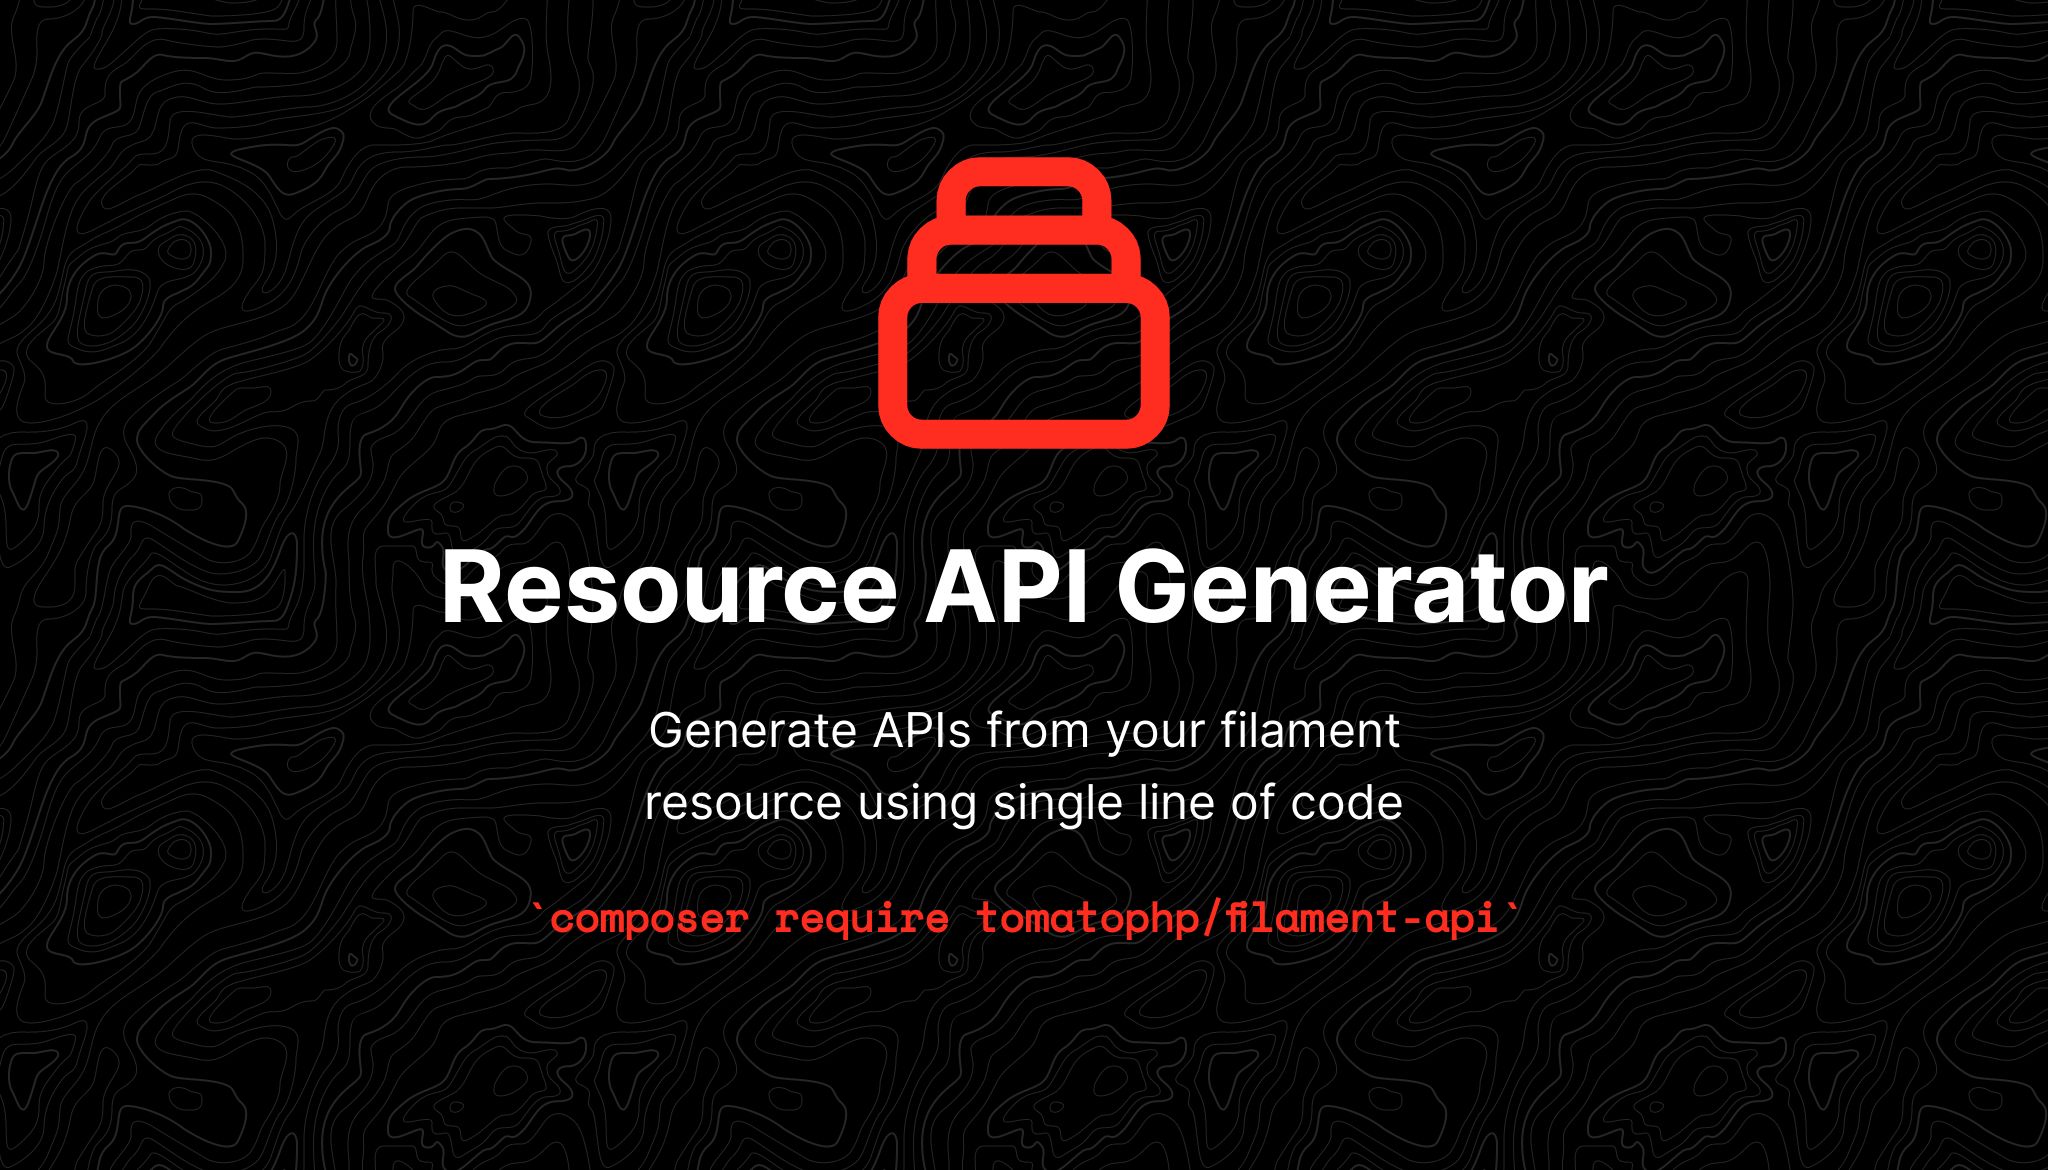 Resource API Generator
Generate APIs from your filament
resource using single line of code
`composer require tomatophp/filament-api`